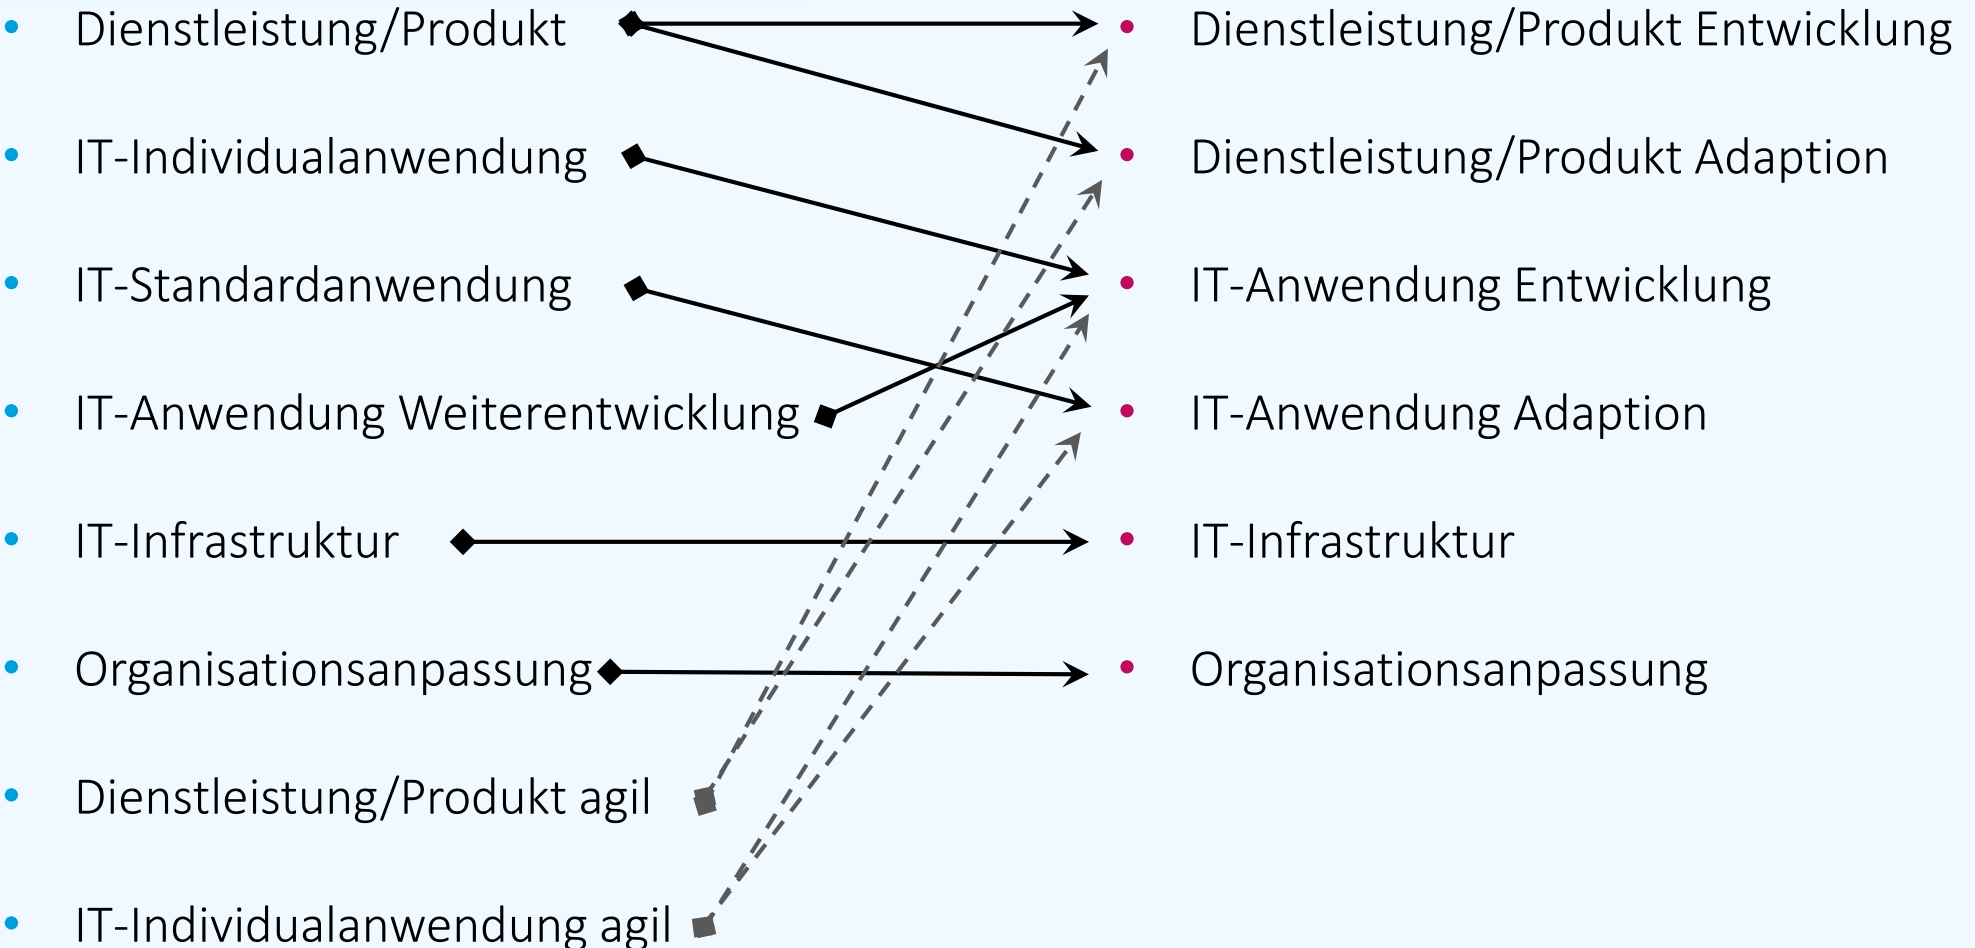 Dienstleistung/Produkt
IT-Individualanwendung
IT-Standardanwendung
IT-Anwendung Weiterentwicklung
IT-Infrastruktur
Organisationsanpassung
Dienstleistung/Produkt agil
IT-Individualanwendung agil
Dienstleistung/Produkt Entwicklung
Dienstleistung/Produkt Adaption
IT-Anwendung Entwicklung
IT-Anwendung Adaption
IT-Infrastruktur
Organisationsanpassung